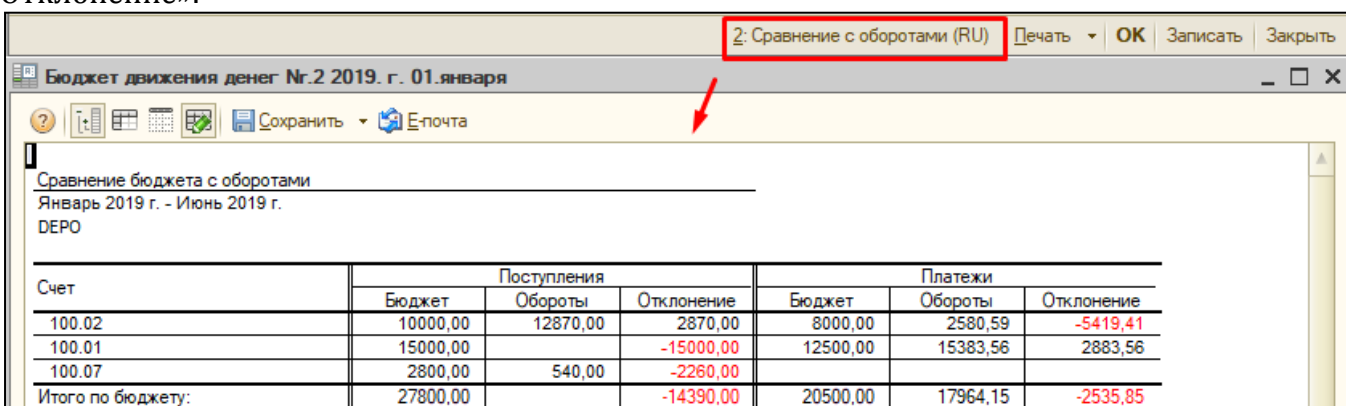 отклонение».
2: Сравнение с оборотами (RU) Печать OK Записать Закрыть
Бюджет движения денег Nr.2 2019. г. 01.января
Сохранить Е-почта
Сравнение бюджета с оборотами
Январь 2019 г. - Июнь 2019 г.
DEPO
Счет Поступления Платежи
Бюджет Обороты Отклонение Бюджет Обороты Отклонение
100.02 10000,00 12870,00 2870,00 8000,00 2580,59 -5419,41
100.01 15000,00 -15000,00 12500,00 15383,56 2883,56
100.07 2800,00 540,00 -2260,00
Итого по бюджету: 27800,00 -14390,00 20500,00 17964,15 -2535,85